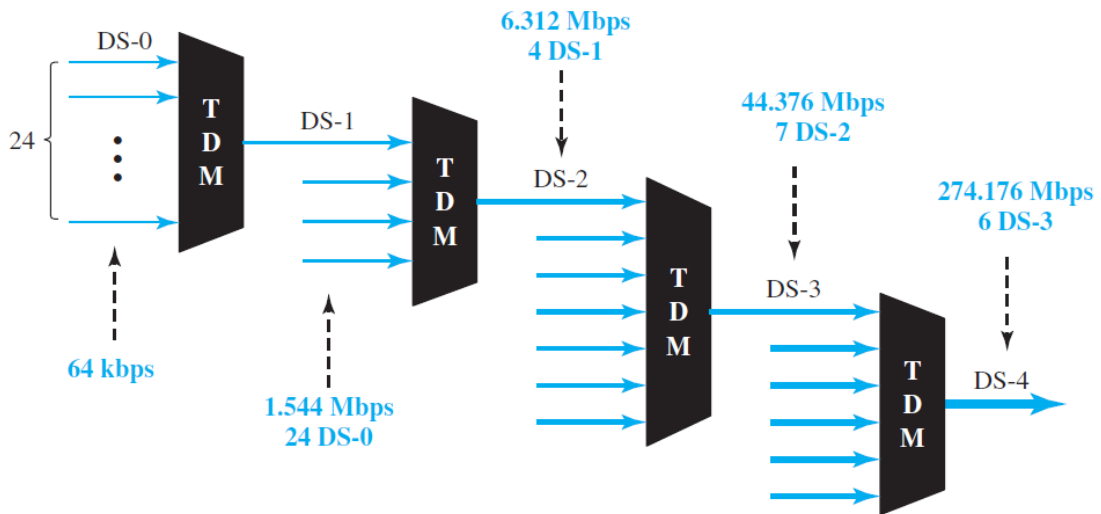 DS-0
24
T
D
M
64 kbps
DS-1
1.544 Mbps
24 DS-0
T
D
M
6.312 Mbps
4 DS-1
DS-2
T
D
M
44.376 Mbps
7 DS-2
DS-3
T
D
M
274.176 Mbps
6 DS-3
DS-4